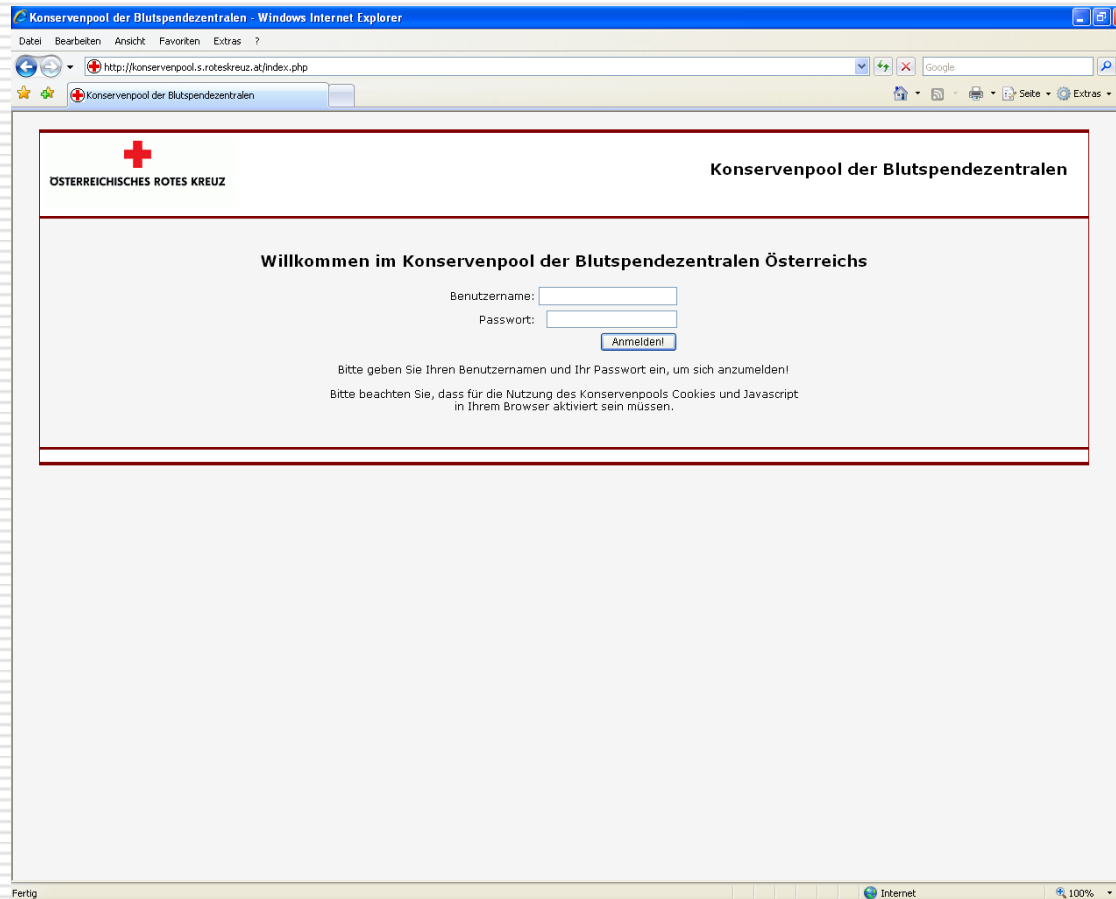 Konservenpool der Blutspendezentralen - Windows Internet Explorer
Datei Bearbeiten Ansicht Favoriten Extras ?
http://konservenpool.s.roteskreuz.at/index.php
Google
Konservenpool der Blutspendezentralen
Seite
Extras
ÖSTERREICHISCHES ROTES KREUZ
Konservenpool der Blutspendezentralen
Willkommen im Konservenpool der Blutspendezentralen Österreichs
Benutzername:
Passwort:
Anmelden!
Bitte geben Sie Ihren Benutzernamen und Ihr Passwort ein, um sich anzumelden!
Bitte beachten Sie, dass für die Nutzung des Konservenpools Cookies und Javascript
in Ihrem Browser aktiviert sein müssen.
Fertig
Internet
100%